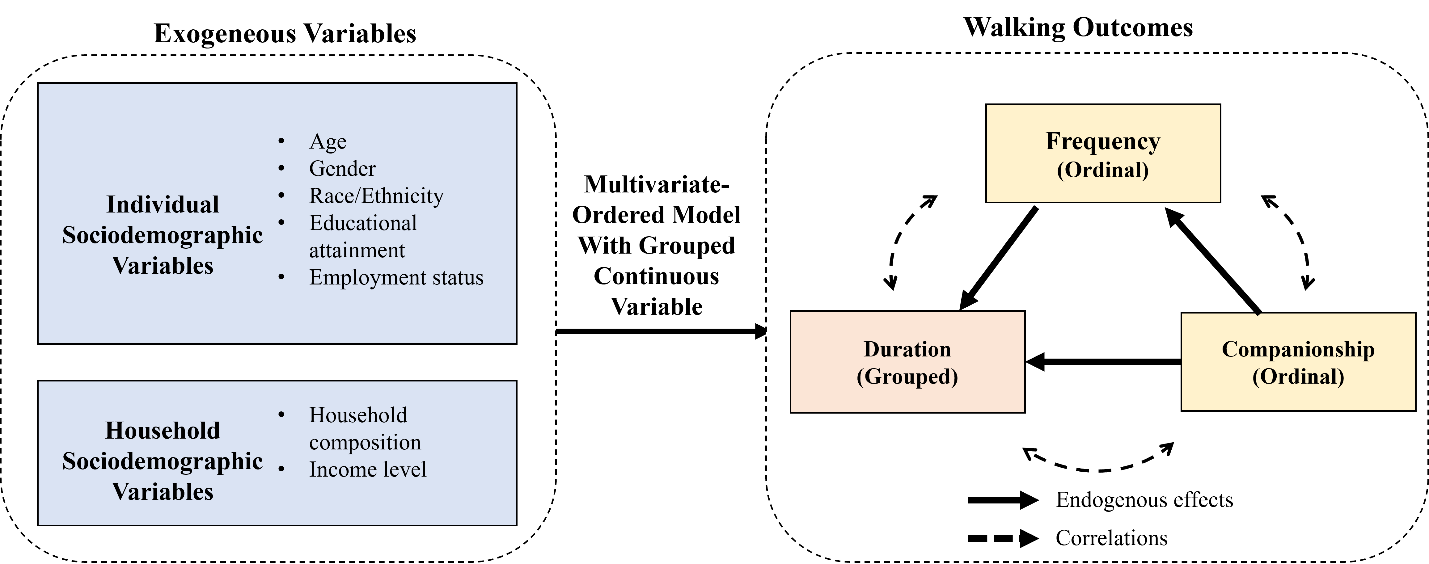 Exogeneous Variables
Individual
Sociodemographic
Variables
• Age
• Gender
• Race/Ethnicity
• Educational
attainment
• Employment status
Household
Sociodemographic
Variables
• Household
composition
• Income level
Multivariate-
Ordered Model
With Grouped
Continuous
Variable
Walking Outcomes
Frequency
(Ordinal)
Duration
(Grouped)
Companionship
(Ordinal)
Endogenous effects
Correlations